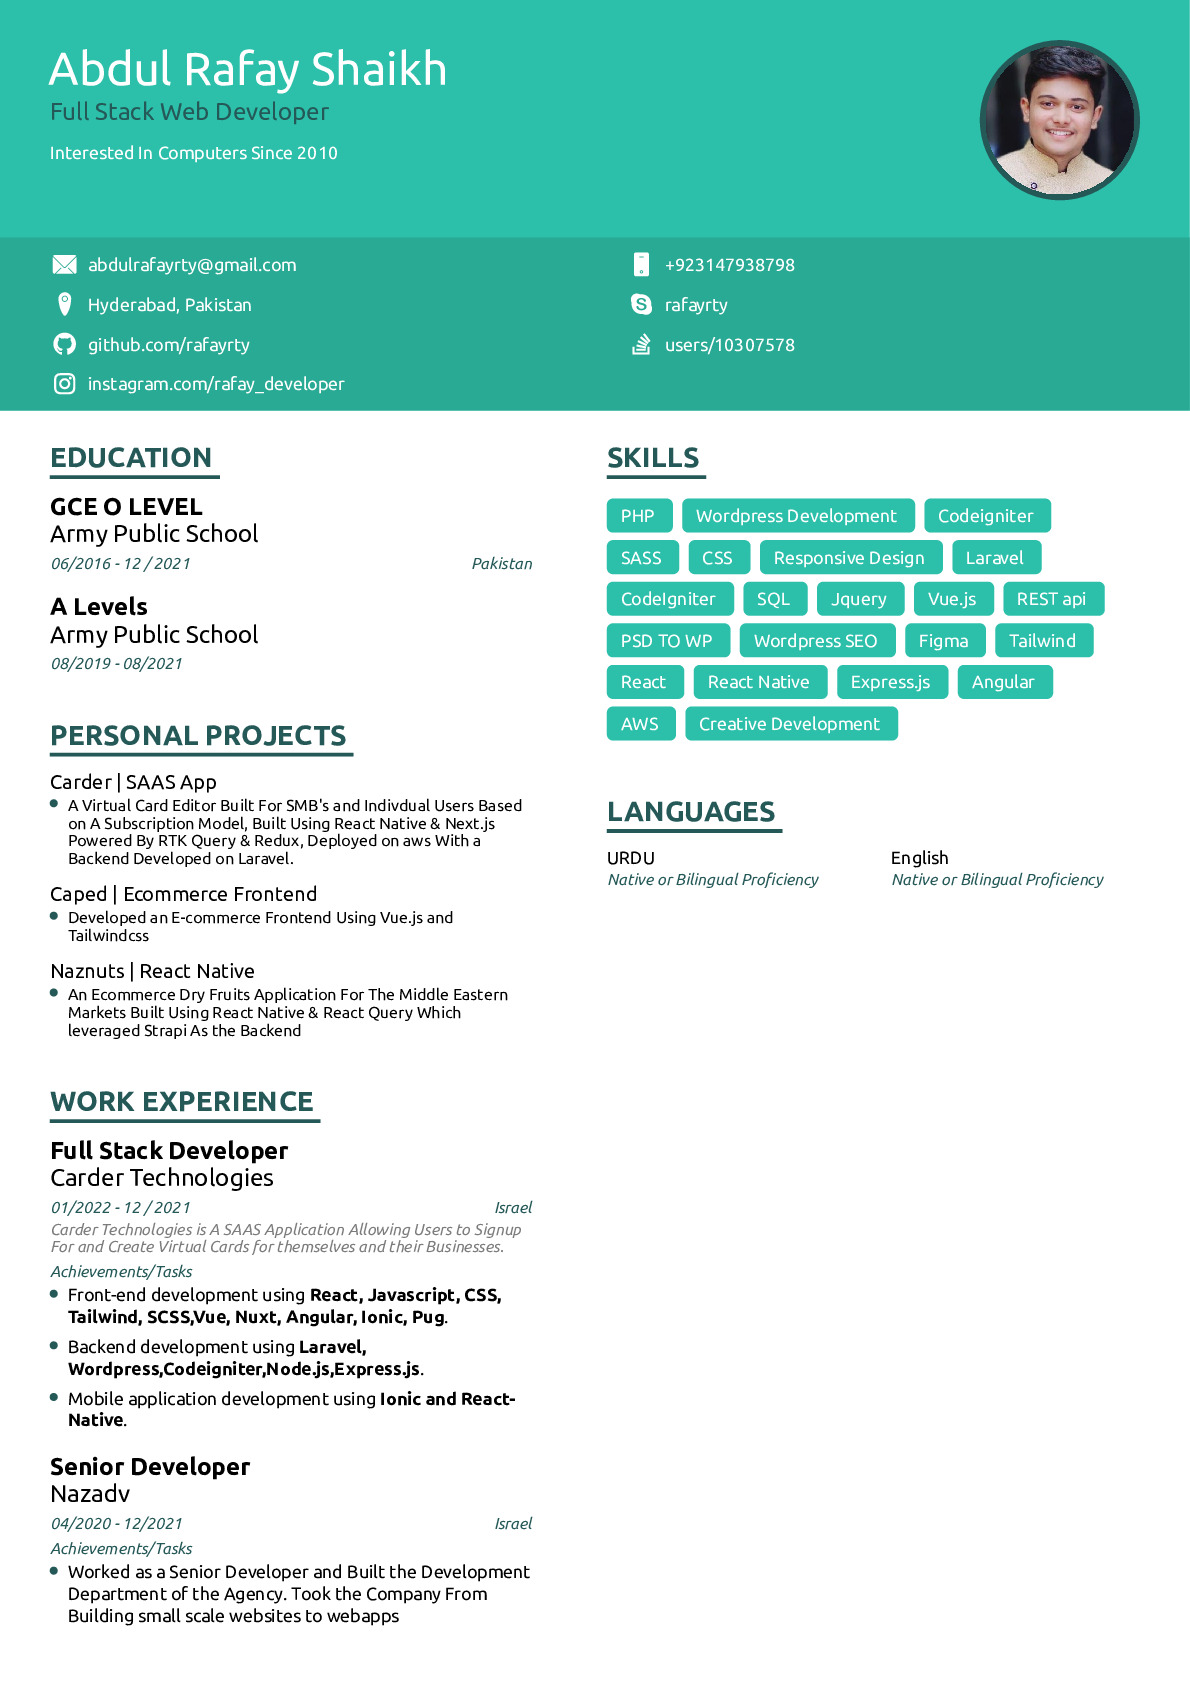 Abdul Rafay Shaikh
Full Stack Web Developer
Interested In Computers Since 2010
abdulrafayrty@gmail.com
+923147938798
Hyderabad, Pakistan
rafayrty
github.com/rafayrty
users/10307578
instagram.com/rafay_developer
EDUCATION
GCE O LEVEL
Army Public School
06/2016 - 12 / 2021 Pakistan
A Levels
Army Public School
08/2019 - 08/2021
PERSONAL PROJECTS
Carder | SAAS App
A Virtual Card Editor Built For SMB's and Indivdual Users Based
on A Subscription Model, Built Using React Native & Next.js
Powered By RTK Query & Redux, Deployed on aws With a
Backend Developed on Laravel.
Caped | Ecommerce Frontend
Developed an E-commerce Frontend Using Vue.js and
Tailwindcss
Naznuts | React Native
An Ecommerce Dry Fruits Application For The Middle Eastern
Markets Built Using React Native & React Query Which
leveraged Strapi As the Backend
WORK EXPERIENCE
Full Stack Developer
Carder Technologies
01/2022 - 12 / 2021 Israel
Carder Technologies is A SAAS Application Allowing Users to Signup
For and Create Virtual Cards for themselves and their Businesses.
Achievements/Tasks
Front-end development using React, Javascript, CSS,
Tailwind, SCSS,Vue, Nuxt, Angular, Ionic, Pug.
Backend development using Laravel,
Wordpress,Codeigniter,Node.js,Express.js.
Mobile application development using Ionic and React-
Native.
Senior Developer
Nazadv
04/2020 - 12/2021 Israel
Achievements/Tasks
Worked as a Senior Developer and Built the Development
Department of the Agency. Took the Company From
Building small scale websites to webapps
SKILLS
PHP Wordpress Development Codeigniter
SASS CSS Responsive Design Laravel
CodeIgniter SQL Jquery Vue.js REST api
PSD TO WP Wordpress SEO Figma Tailwind
React React Native Express.js Angular
AWS Creative Development
LANGUAGES
URDU English
Native or Bilingual Proficiency Native or Bilingual Proficiency